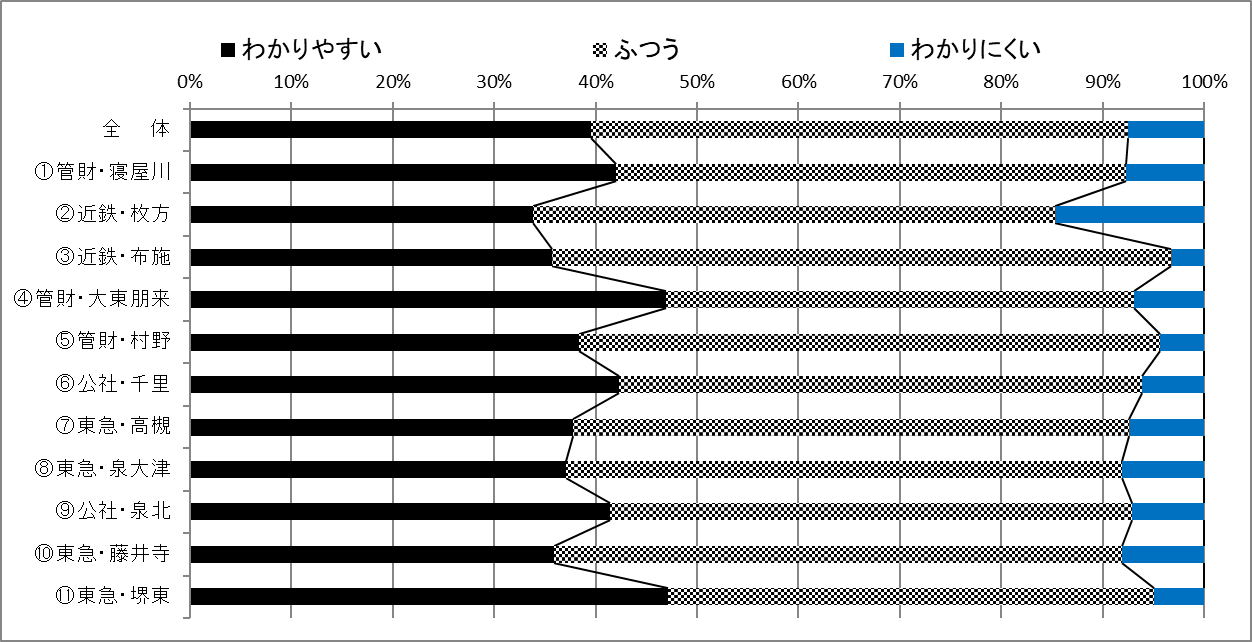 わかりやすい ふつう わかりにくい
0% 10% 20% 30% 40% 50% 60% 70% 80% 90% 100%
全 体
①管財・寝屋川
②近鉄・枚方
③近鉄・布施
④管財・大東朋来
⑤管財・村野
⑥公社・千里
⑦東急・高槻
⑧東急・泉大津
⑨公社・泉北
⑩東急・藤井寺
⑪東急・堺東